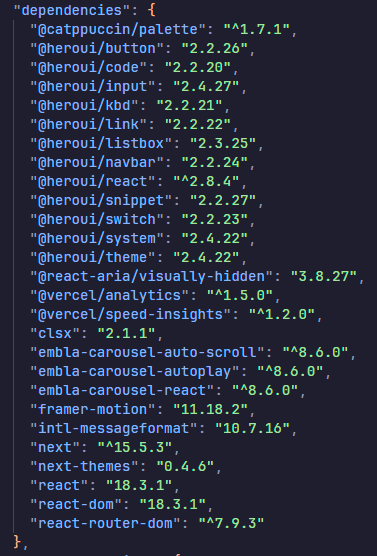 "dependencies": {
"@catppuccin/palette": "^1.7.1",
"@heroui/button": "2.2.26",
"@heroui/code": "2.2.20",
"@heroui/input": "2.4.27",
"@heroui/kbd": "2.2.21",
"@heroui/link": "2.2.22",
"@heroui/listbox": "2.3.25",
"@heroui/navbar": "2.2.24",
"@heroui/react": "^2.8.4",
"@heroui/snippet": "2.2.27",
"@heroui/switch": "2.2.23",
"@heroui/system": "2.4.22",
"@heroui/theme": "2.4.22",
"@react-aria/visually-hidden": "3.8.27",
"@vercel/analytics": "^1.5.0",
"@vercel/speed-insights": "^1.2.0",
"clsx": "2.1.1",
"embla-carousel-auto-scroll": "^8.6.0",
"embla-carousel-autoplay": "^8.6.0",
"embla-carousel-react": "^8.6.0",
"framer-motion": "11.18.2",
"intl-messageformat": "10.7.16",
"next": "^15.5.3",
"next-themes": "0.4.6",
"react": "18.3.1",
"react-dom": "18.3.1",
"react-router-dom": "^7.9.3"
},